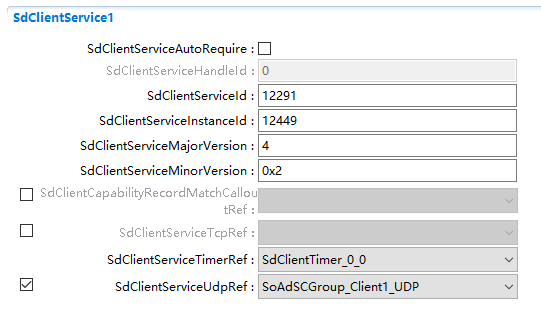 SdClientService1
SdClientServiceAutoRequire :
SdClientServiceHandleId : 0
SdClientServiceId : 12291
SdClientServiceInstanceId : 12449
SdClientServiceMajorVersion : 4
SdClientServiceMinorVersion : 0x2
SdClientCapabilityRecordMatchCallou
tRef :
SdClientServiceTcpRef :
SdClientServiceTimerRef : SdClientTimer_0_0
SdClientServiceUdpRef : SoAdSCGroup_Client1_UDP